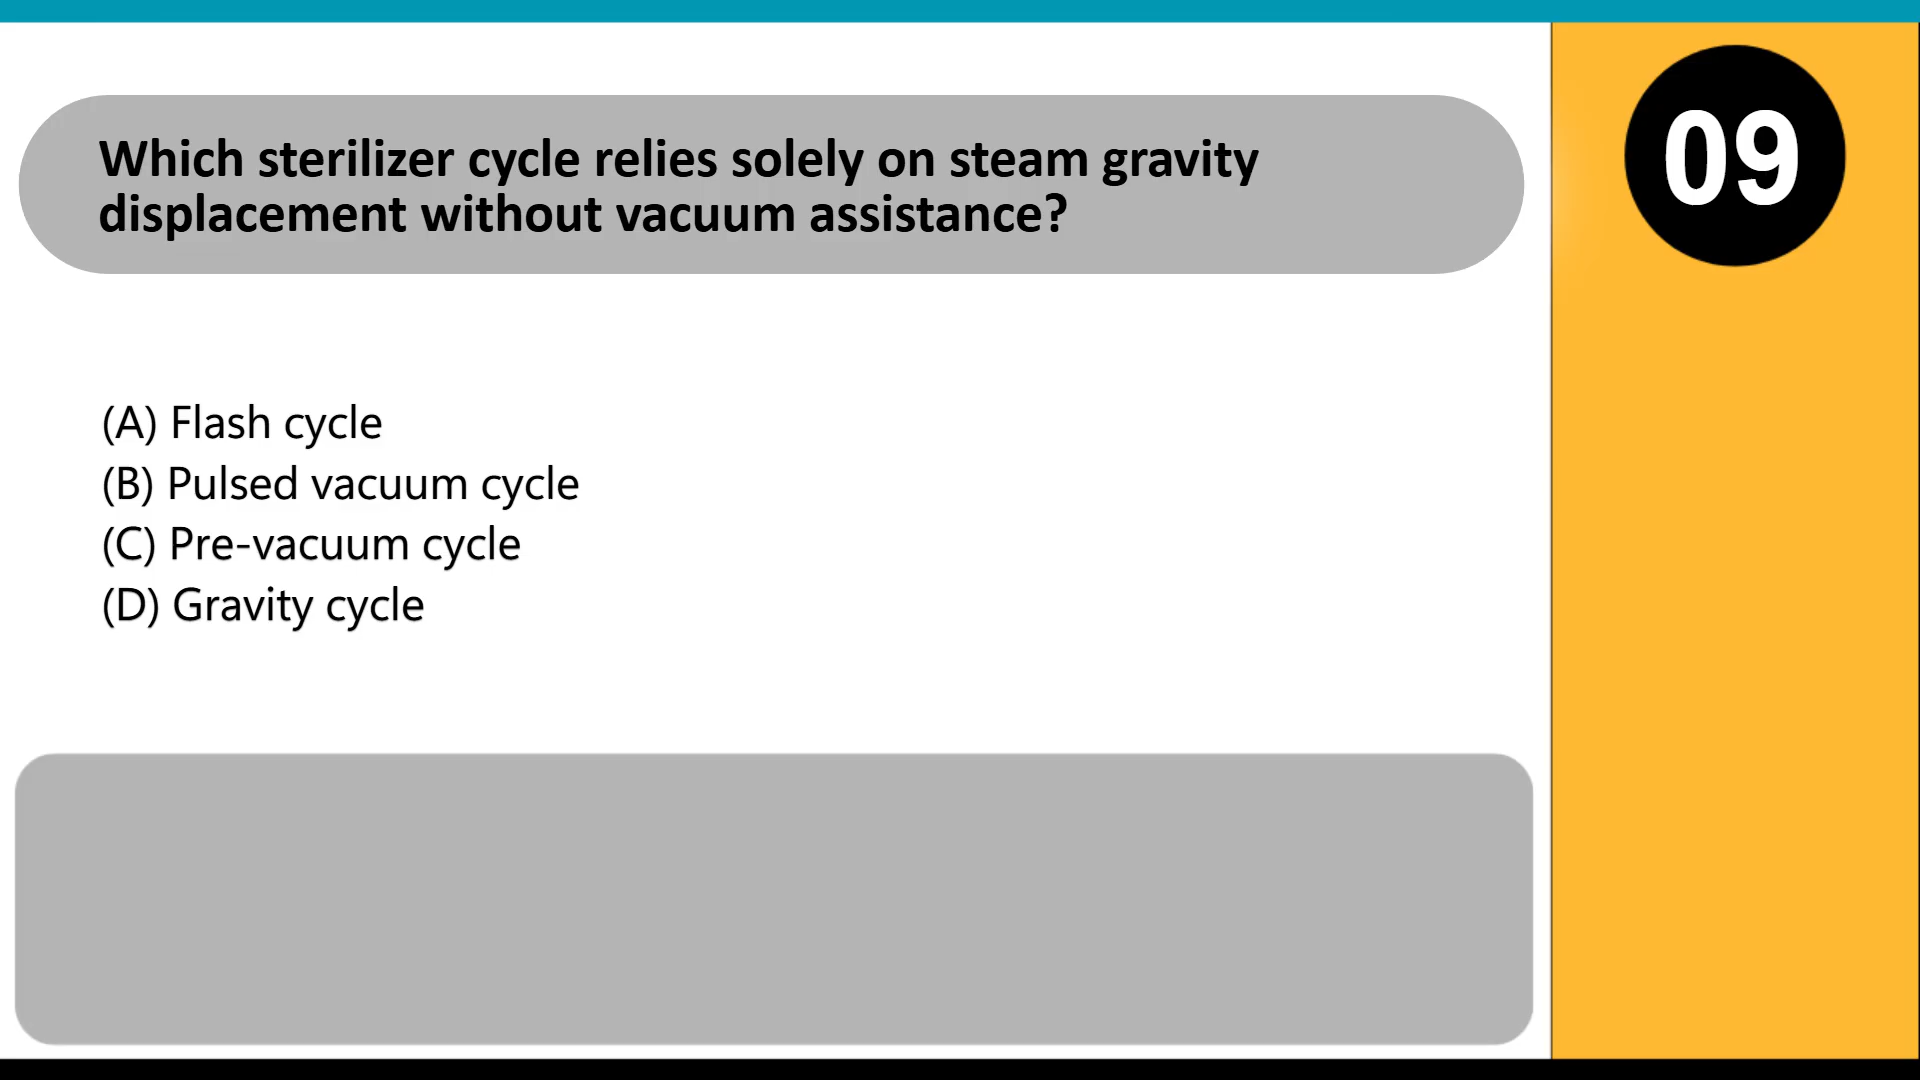 Which sterilizer cycle relies solely on steam gravity
displacement without vacuum assistance?
09
(A) Flash cycle
(B) Pulsed vacuum cycle
(C) Pre-vacuum cycle
(D) Gravity cycle